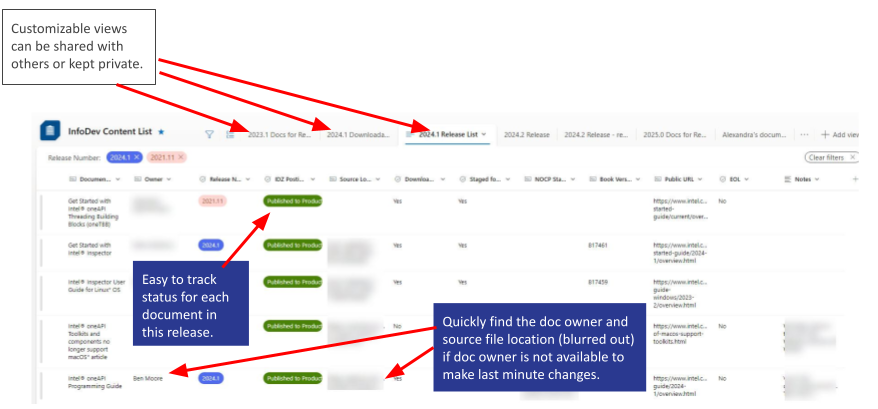 Customizable views
can be shared with
others or kept private.
InfoDev Content List ★
2023.1 Docs for Re...
2024.1 Downloada...
2024.1 Release List
2024.2 Release
2024.2 Release - re...
2025.0 Docs for Re...
Alexandra's docum...
+ Add view
Release Number: 2024.1 × 2021.11 ×
Clear filters ×
Documen... Owner Release N... IDZ Posti... Source Lo... Downloa... Staged fo... NDCP Sta... Book Vers... Public URL EOL Notes +
Get Started with
Intel® oneAPI
Threading Building
Blocks (oneTBB)
2021.11
Published to Product
Yes
Yes
https://www.intel.c...
started-
guide/current/over...
No
Get Started with
Intel® Inspector
2024.1
Published to Product
Yes
Yes
817461
https://www.intel.c...
started-guide/2024-
1/overview.html
No
Intel® Inspector User
Guide for Linux* OS
Published to Product
Yes
Yes
817459
https://www.intel.c...
guide-
windows/2023-
2/overview.html
Easy to track
status for each
document in
this release.
Intel® oneAPI
Toolkits and
components no
longer support
macOS* article
Published to Product
No
https://www.intel.c...
of-macos-support-
toolkits.html
No
Quickly find the doc owner and
source file location (blurred out)
if doc owner is not available to
make last minute changes.
Intel® oneAPI
Programming Guide
Ben Moore
2024.1
Published to Product
Yes
https://www.intel.c...
guide/2024-
1/overview.html
No